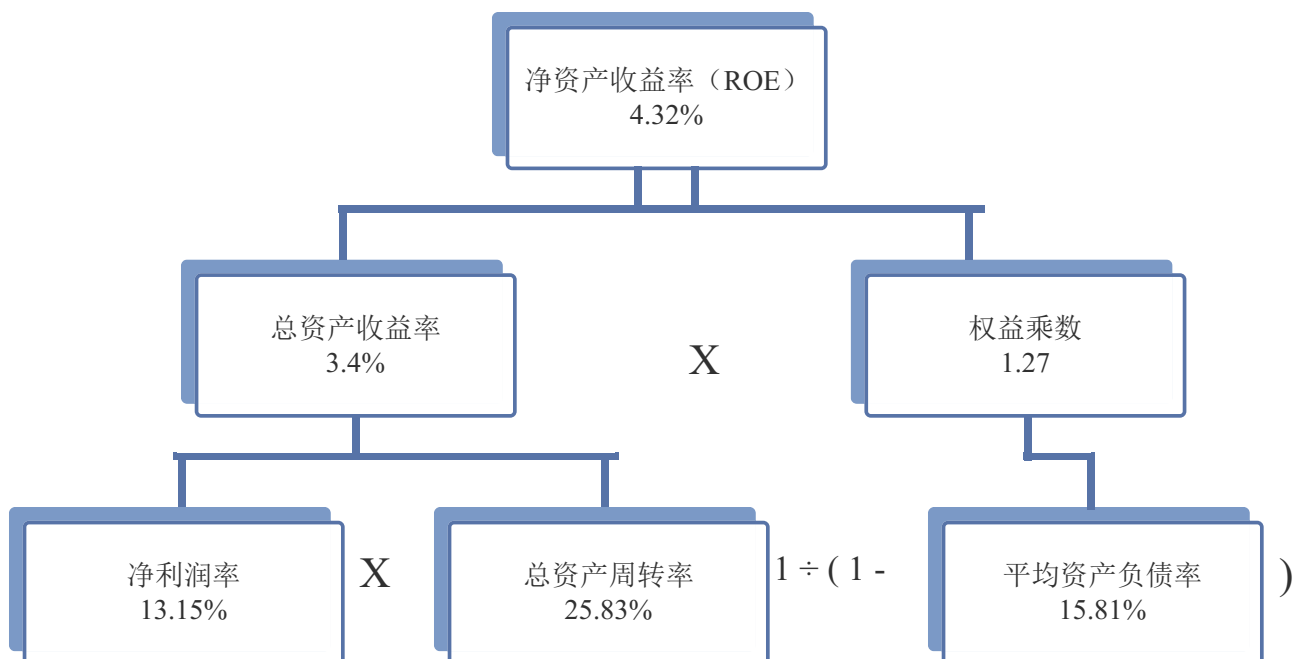 净资产收益率（ROE）
4.32%
总资产收益率
3.4%
X
权益乘数
1.27
净利润率
13.15%
X
总资产周转率
25.83%
1 ÷ ( 1 -
平均资产负债率
15.81%
)